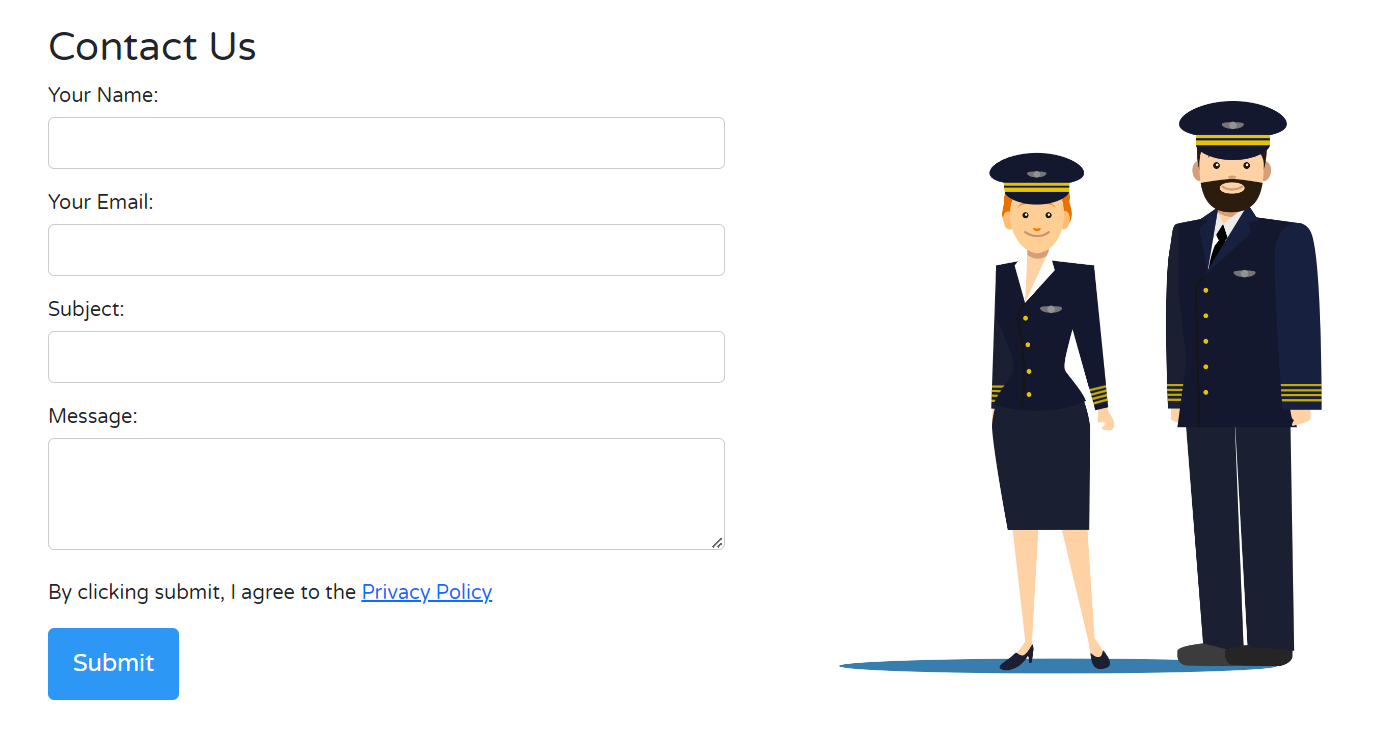 Contact Us
Your Name:
Your Email:
Subject:
Message:
By clicking submit, I agree to the Privacy Policy
Submit